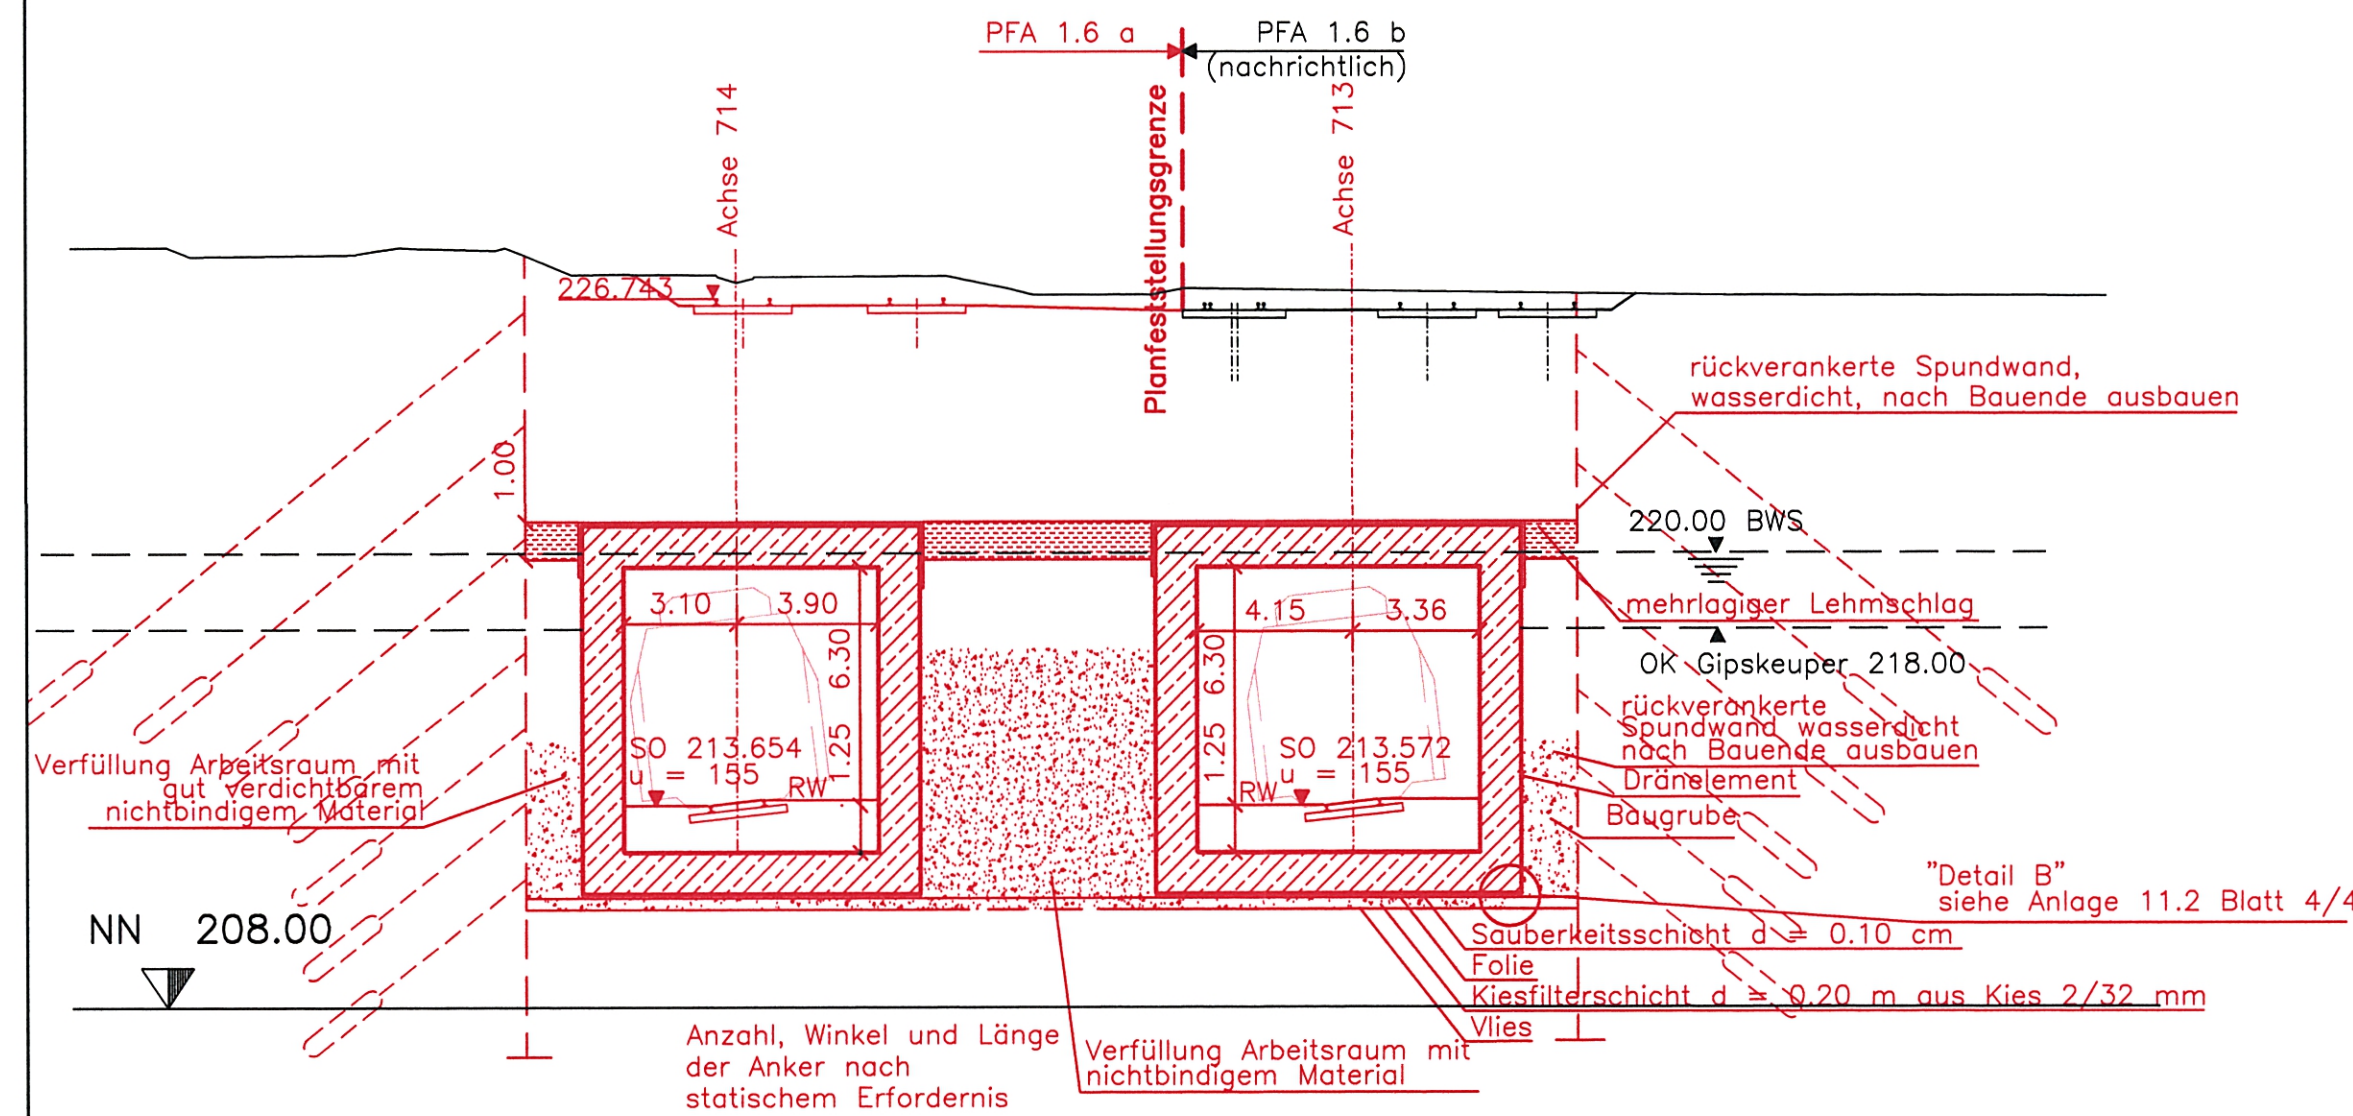 PFA 1.6 a
PFA 1.6 b
(nachrichtlich)
Achse 714
Planfeststellungsgrenze
Achse 713
226.743
rückverankerte Spundwand,
wasserdicht, nach Bauende ausbauen
1.00
220.00 BWS
3.10
3.90
4.15
3.36
mehrlagiger Lehmschlag
6.30
6.30
OK Gipskeuper 218.00
rückverankerte
Spundwand wasserdicht
nach Bauende ausbauen
SO 213.654
u = 155
RW
1.25
1.25
SO 213.572
u = 155
RW
Verfüllung Arbeitsraum mit
gut verdichtbarem
nichtbindigem Material
Dränelement
Baugrube
"Detail B"
siehe Anlage 11.2 Blatt 4/4
NN 208.00
Sauberkeitsschicht d = 0.10 cm
Folie
Kiesfilterschicht d = 0.20 m aus Kies 2/32 mm
Vlies
Anzahl, Winkel und Länge
der Anker nach
statischem Erfordernis
Verfüllung Arbeitsraum mit
nichtbindigem Material